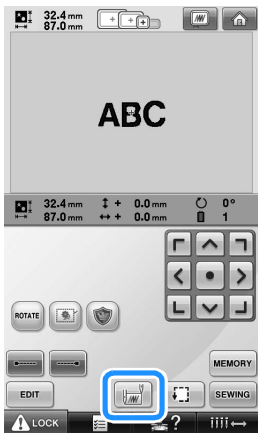 32.4 mm
87.0 mm
ABC
32.4 mm + 0.0 mm 0°
87.0 mm + 0.0 mm 1
ROTATE
MEMORY
EDIT
SEWING
LOCK
?